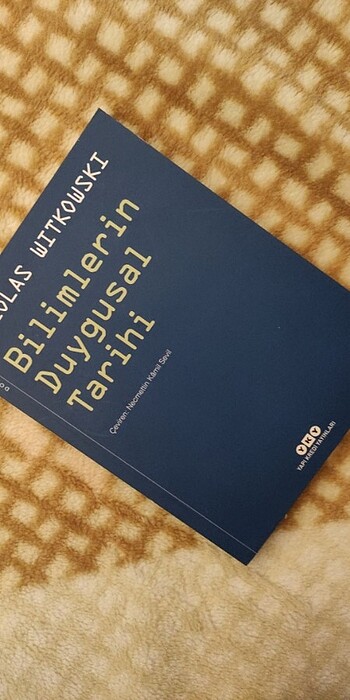 OLAS WITKOWSKI
Bilimlerin
Duygusal
Tarihi
Çeviren: Necmettin Kâmil Sevil
YKY
YAPI KREDİ YAYINLARI